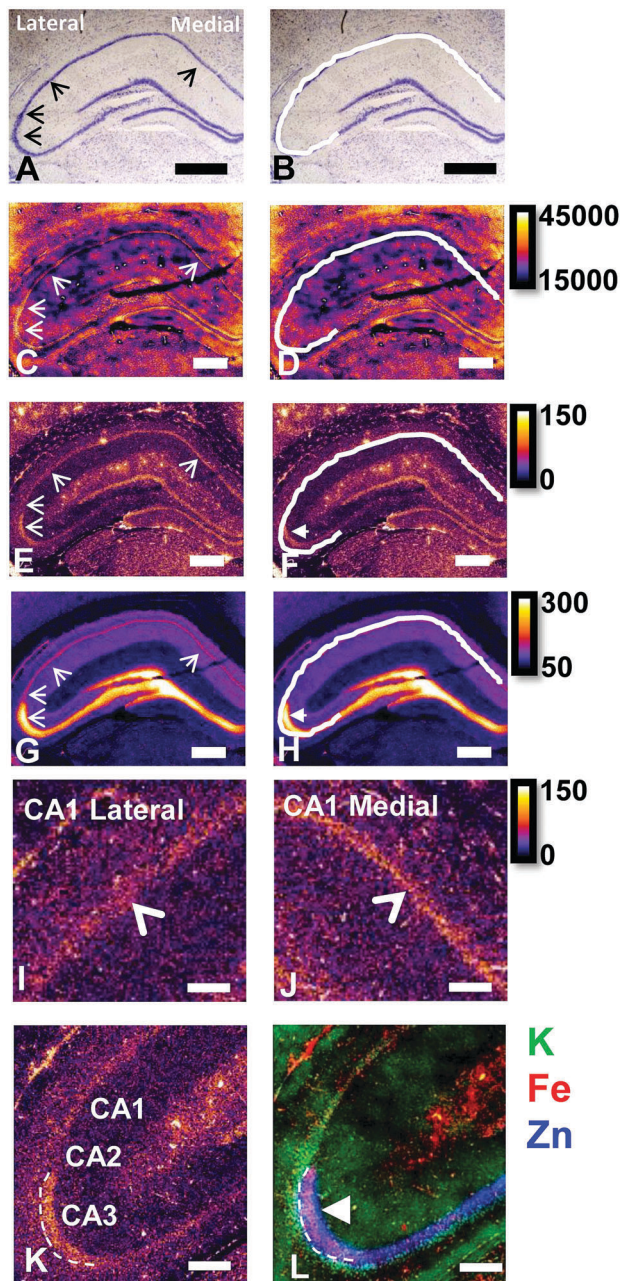 Lateral Medial
A
B
45000
15000
C
D
150
0
E
F
300
50
G
H
CA1 Lateral
CA1 Medial
150
0
I
J
K
Fe
Zn
CA1
CA2
CA3
K
L